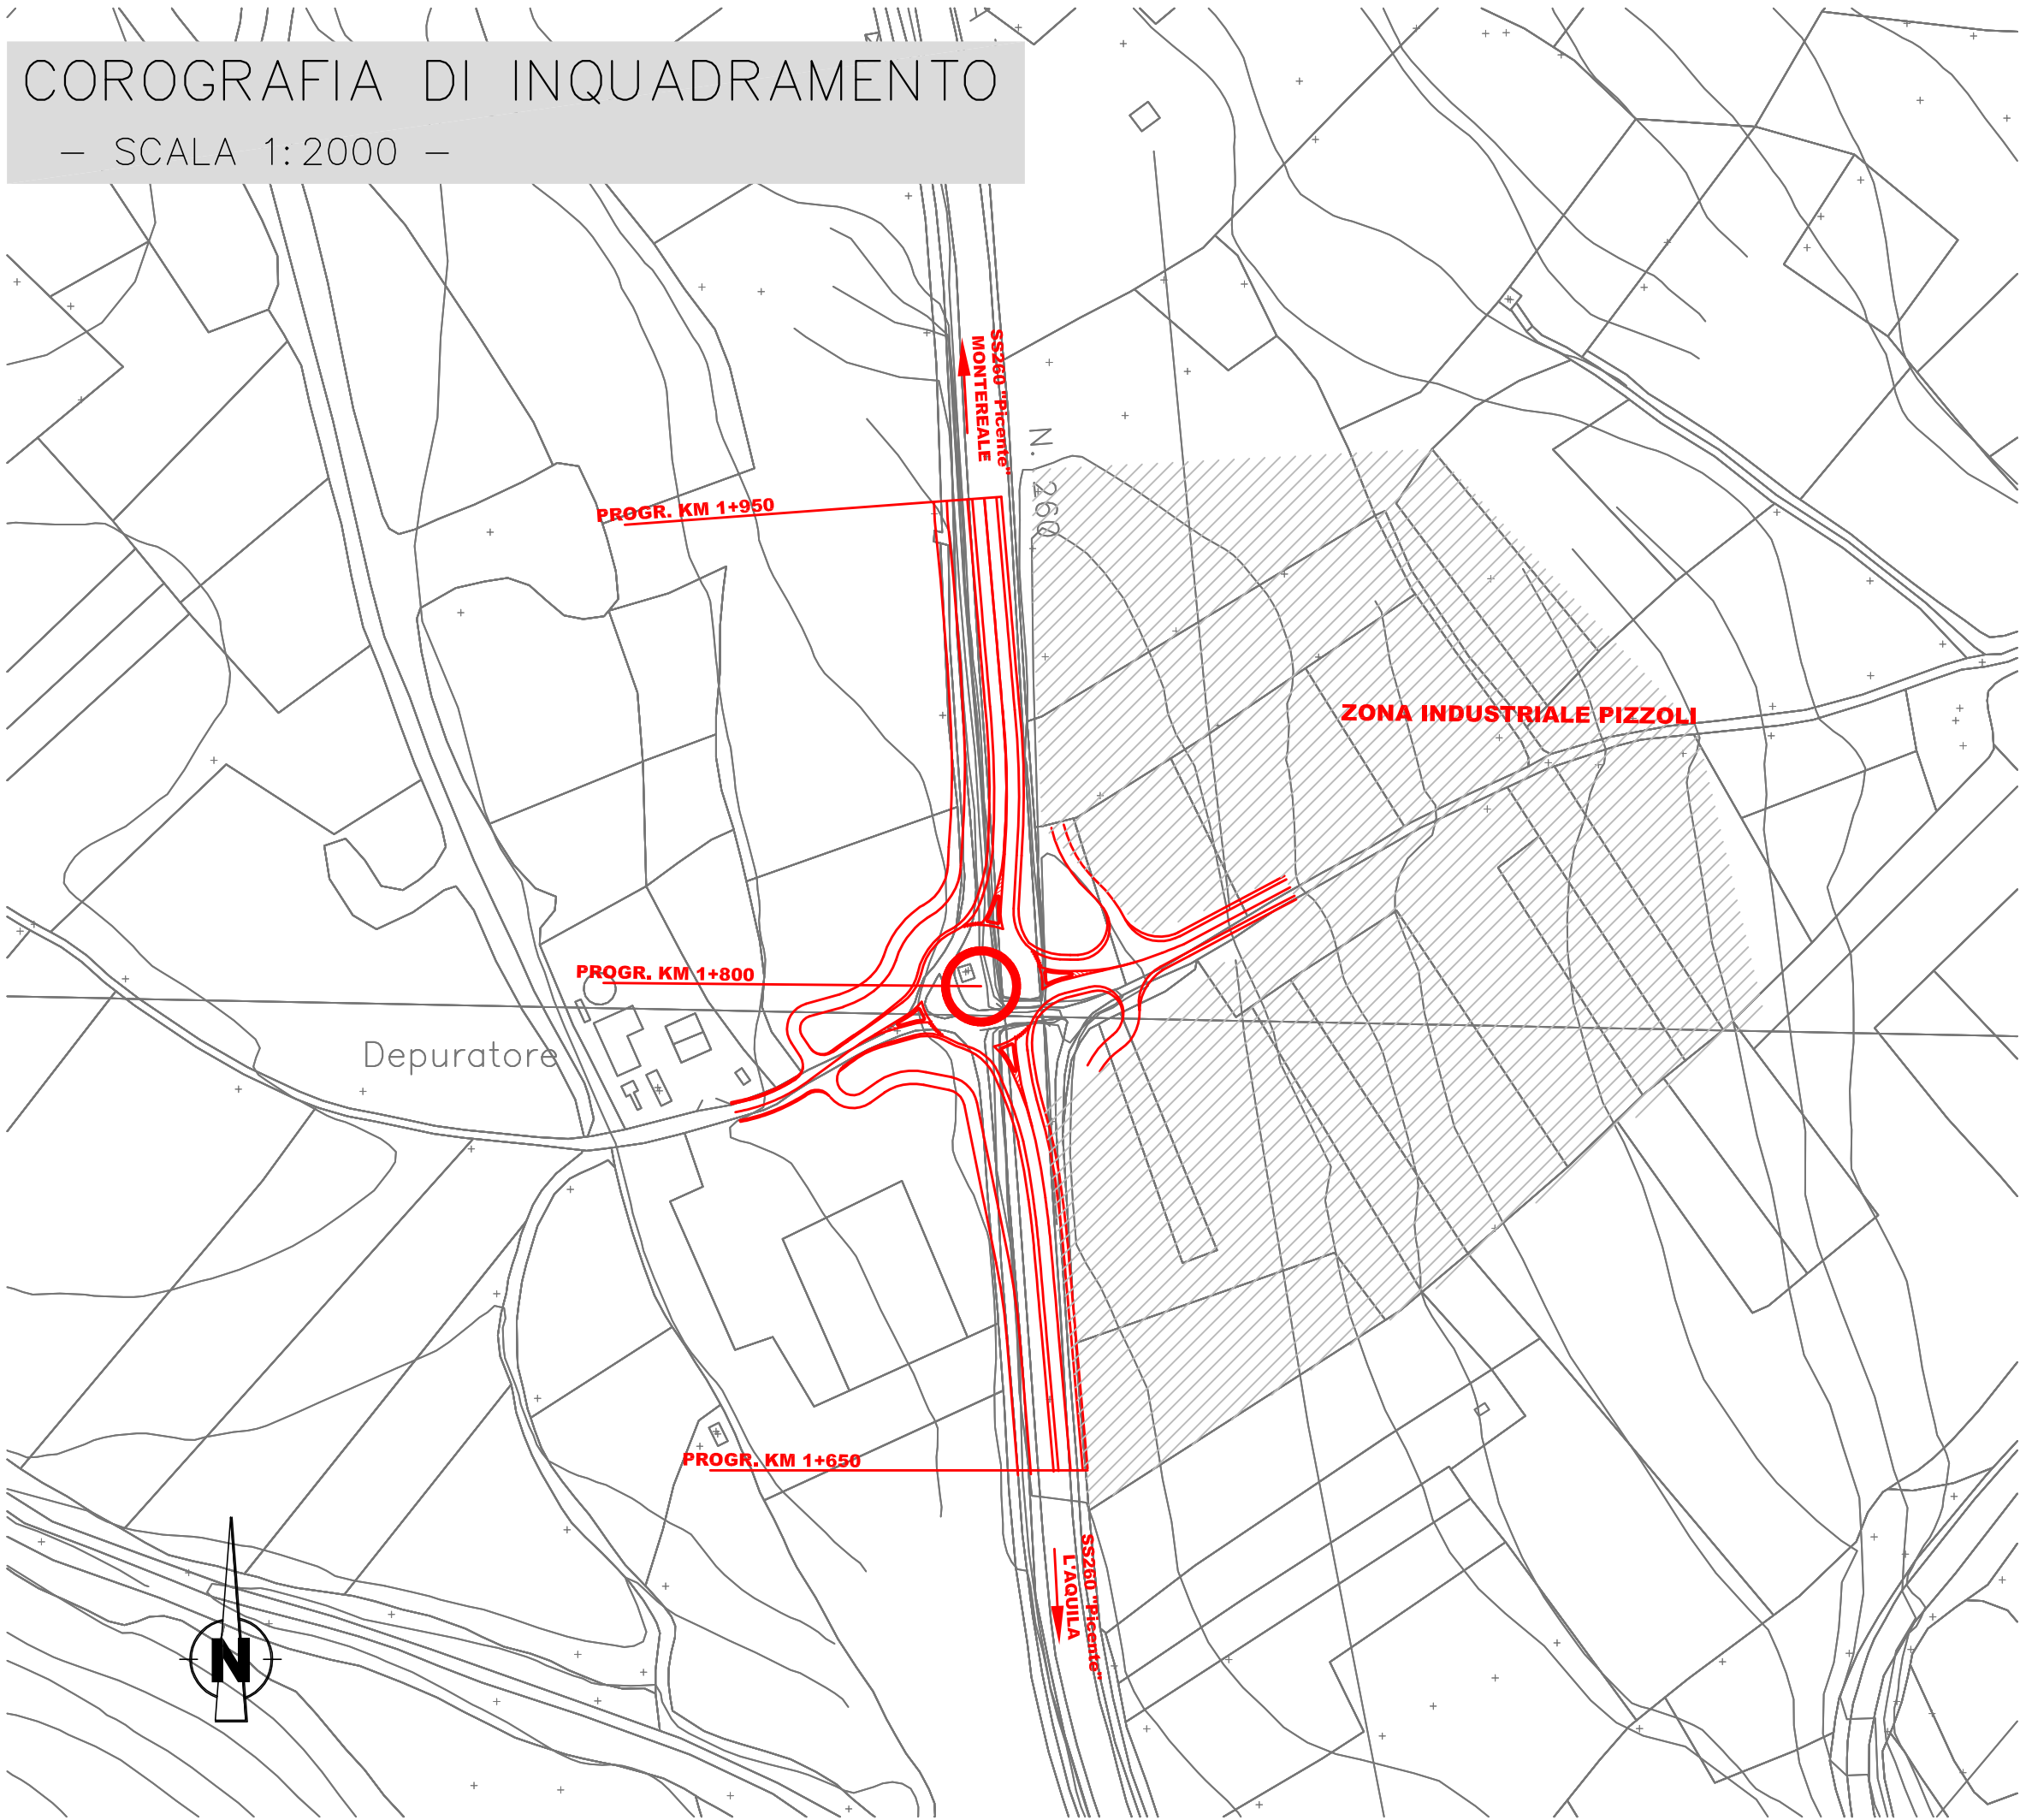 COROGRAFIA DI INQUADRAMENTO
– SCALA 1:2000 –
SS260 "Picente"
MONTEREALE
N. 260
PROGR. KM 1+950
ZONA INDUSTRIALE PIZZOLI
PROGR. KM 1+800
Depuratore
PROGR. KM 1+650
SS260 "Picente"
L'AQUILA
N